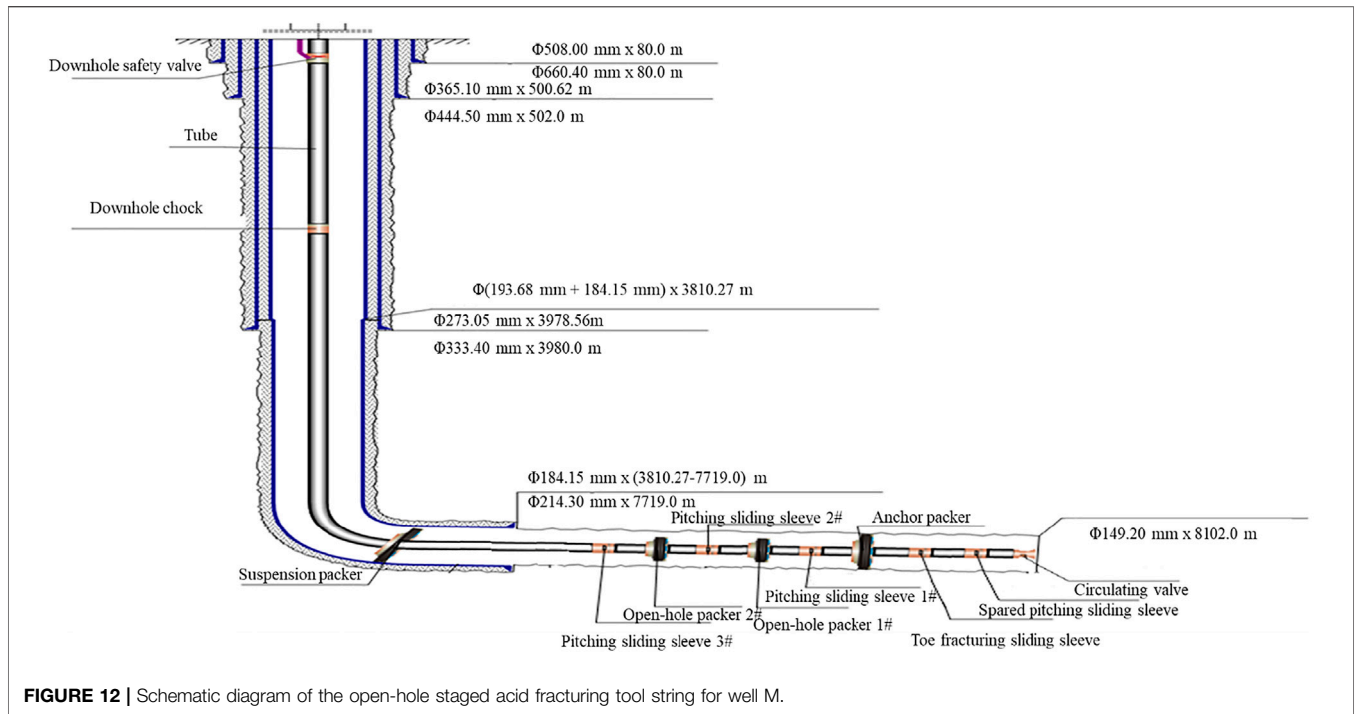 Downhole safety valve
Φ508.00 mm x 80.0 m
Φ660.40 mm x 80.0 m
Φ365.10 mm x 500.62 m
Φ444.50 mm x 502.0 m
Tube
Downhole chock
Φ(193.68 mm + 184.15 mm) x 3810.27 m
Φ273.05 mm x 3978.56m
Φ333.40 mm x 3980.0 m
Φ184.15 mm x (3810.27-7719.0) m
Φ214.30 mm x 7719.0 m
Pitching sliding sleeve 2#
Anchor packer
Φ149.20 mm x 8102.0 m
Suspension packer
Circulating valve
Pitching sliding sleeve 1#
Spared pitching sliding sleeve
Open-hole packer 2#
Open-hole packer 1#
Toe fracturing sliding sleeve
Pitching sliding sleeve 3#
FIGURE 12 | Schematic diagram of the open-hole staged acid fracturing tool string for well M.